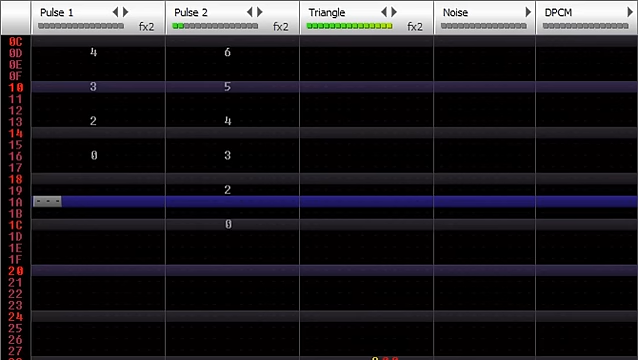 Pulse 1 Pulse 2 Triangle Noise DPCM
fx2 fx2 fx2
0C
0D 4 6
0E
0F
10 3 5
11
12
13 2 4
14
15
16 0 3
17
18
19 2
1A - - -
1B
1C 0
1D
1E
1F
20
21
22
23
24
25
26
27